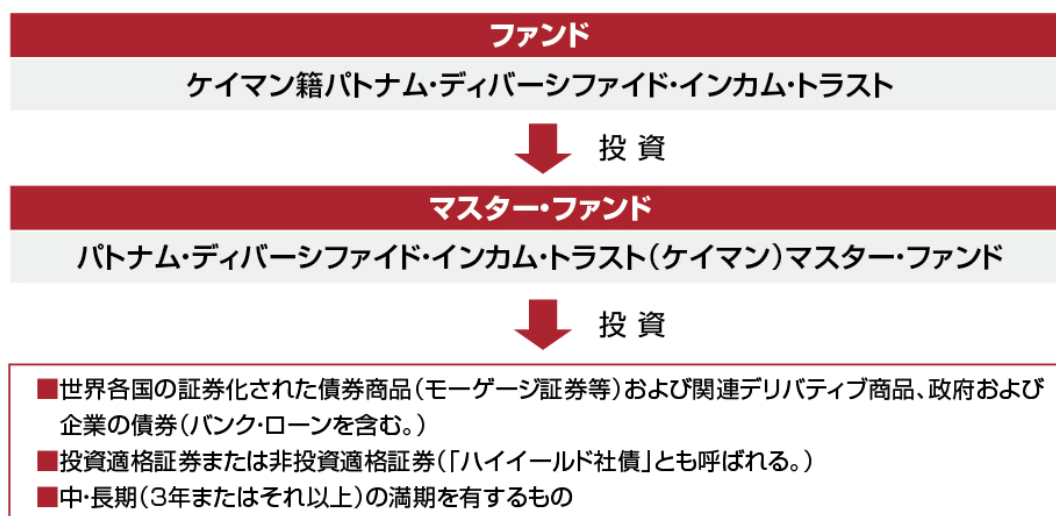 ファンド
ケイマン籍パトナム・ディバーシファイド・インカム・トラスト
投 資
マスター・ファンド
パトナム・ディバーシファイド・インカム・トラスト(ケイマン)マスター・ファンド
投 資
■世界各国の証券化された債券商品(モーゲージ証券等)および関連デリバティブ商品、政府および
企業の債券(バンク・ローンを含む。)
■投資適格証券または非投資適格証券(「ハイイールド社債」とも呼ばれる。)
■中・長期(3年またはそれ以上)の満期を有するもの